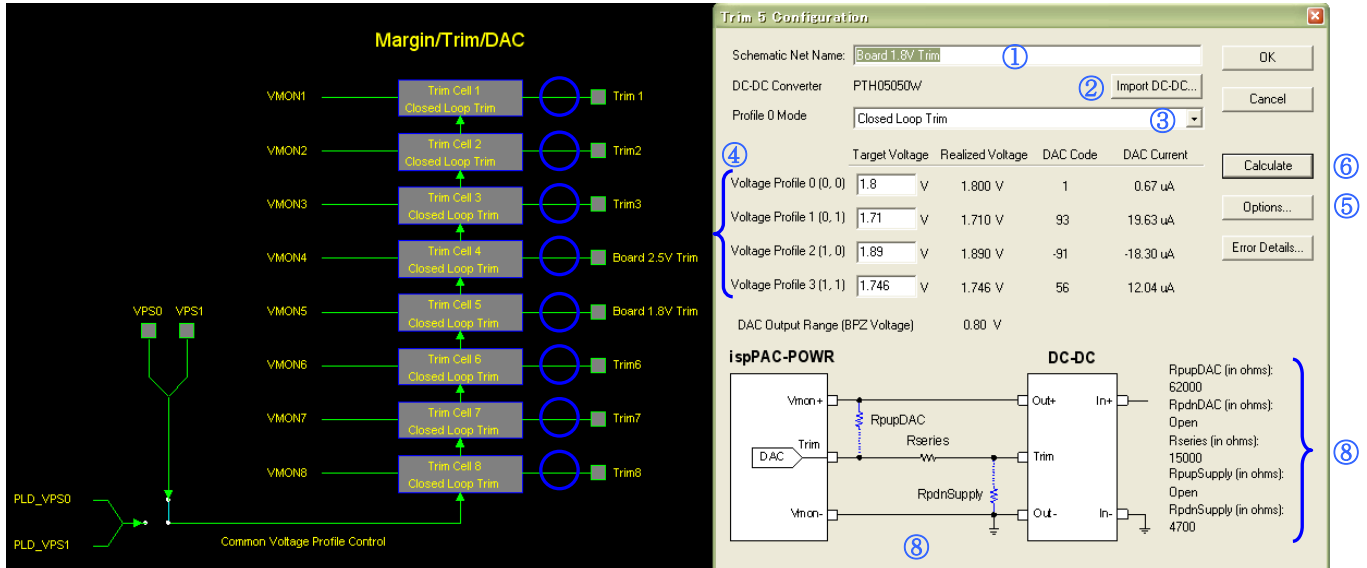 Margin/Trim/DAC
VMON1
Trim Cell 1
Closed Loop Trim
Trim 1
VMON2
Trim Cell 2
Closed Loop Trim
Trim2
VMON3
Trim Cell 3
Closed Loop Trim
Trim3
VMON4
Trim Cell 4
Closed Loop Trim
Board 2.5V Trim
VMON5
Trim Cell 5
Closed Loop Trim
Board 1.8V Trim
VMON6
Trim Cell 6
Closed Loop Trim
Trim6
VMON7
Trim Cell 7
Closed Loop Trim
Trim7
VMON8
Trim Cell 8
Closed Loop Trim
Trim8
VPS0 VPS1
PLD_VPS0
PLD_VPS1
Common Voltage Profile Control
Trim 5 Configuration
Schematic Net Name: Board 1.8V Trim ① OK
DC-DC Converter PTH05050W ② Import DC-DC... Cancel
Profile 0 Mode Closed Loop Trim ③
④ Target Voltage Realized Voltage DAC Code DAC Current
Calculate ⑥
Voltage Profile 0 (0, 0) 1.8 V 1.800 V 1 0.67 uA
Options... ⑤
Voltage Profile 1 (0, 1) 1.71 V 1.710 V 93 19.63 uA
Error Details...
Voltage Profile 2 (1, 0) 1.89 V 1.890 V -91 -18.30 uA
Voltage Profile 3 (1, 1) 1.746 V 1.746 V 56 12.04 uA
DAC Output Range (BPZ Voltage) 0.80 V
ispPAC-POWR
DC-DC
Vmon+
Out+ In+
RpupDAC
Rseries
Trim
DAC
Trim
RpdnSupply
Vmon-
Out- In-
⑧
RpupDAC (in ohms):
62000
RpdnDAC (in ohms):
Open
Rseries (in ohms):
15000
RpupSupply (in ohms):
Open
RpdnSupply (in ohms):
4700
⑧